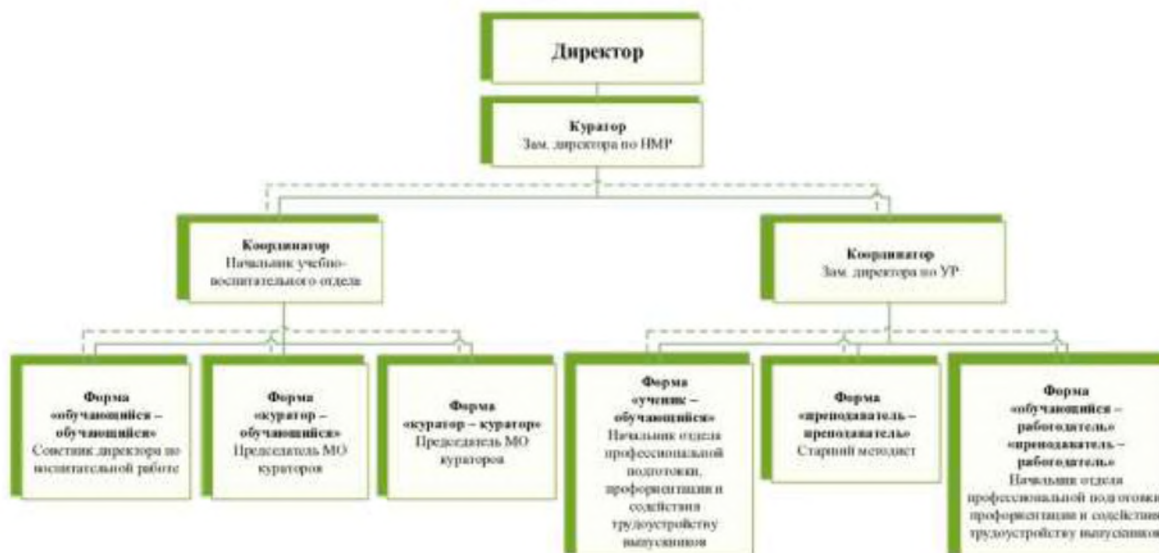 Директор
Куратор
Зам. директора по НМР
Координатор
Начальник учебно-
воспитательного отдела
Координатор
Зам. директора по УР
Форма
«обучающийся –
обучающийся»
Советник директора по
воспитательной работе
Форма
«куратор –
обучающийся»
Председатель МО
кураторов
Форма
«куратор – куратор»
Председатель МО
кураторов
Форма
«ученик –
обучающийся»
Начальник отдела
профессиональной
подготовки,
профориентации и
содействия
трудоустройству
выпускников
Форма
«преподаватель –
преподаватель»
Старший методист
Форма
«обучающийся –
работодатель»
«преподаватель –
работодатель»
Начальник отдела
профессиональной подготовки,
профориентации и содействия
трудоустройству выпускников